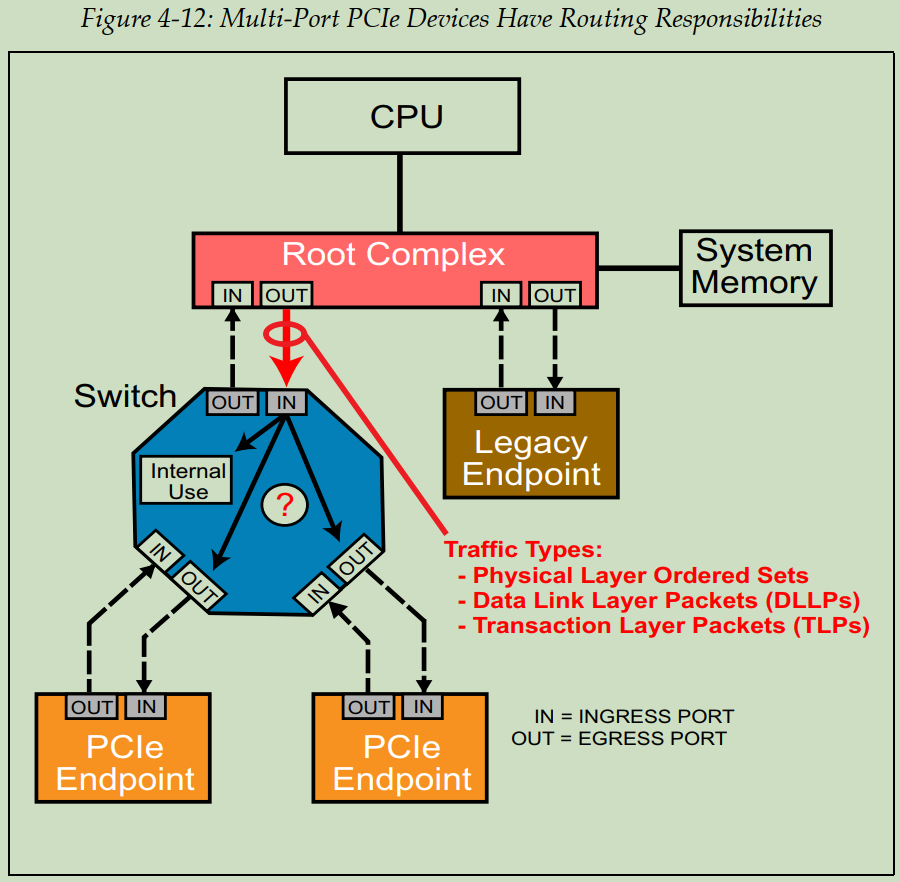 Figure 4-12: Multi-Port PCIe Devices Have Routing Responsibilities
CPU
Root Complex
System
Memory
IN
OUT
IN
OUT
Switch
OUT
IN
OUT
IN
Legacy
Endpoint
Internal
Use
?
IN
OUT
IN
OUT
Traffic Types:
- Physical Layer Ordered Sets
- Data Link Layer Packets (DLLPs)
- Transaction Layer Packets (TLPs)
OUT
IN
PCIe
Endpoint
OUT
IN
PCIe
Endpoint
IN = INGRESS PORT
OUT = EGRESS PORT